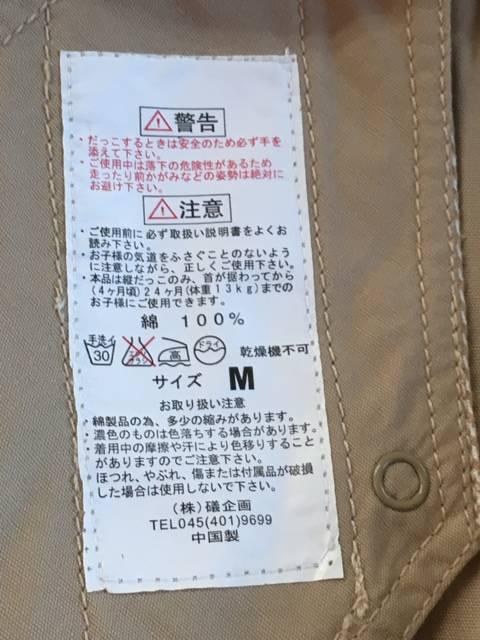 ⚠警告
・だっこするときは安全のため必ず手を
添えて下さい。
・ご使用中は落下の危険性があるため
走ったり前かがみなどの姿勢は絶対に
お避け下さい。
⚠注意
・ご使用前に必ず取扱い説明書をよくお
読み下さい。
・お子様の気道をふさぐことのないよう
に注意しながら、正しくご使用下さい。
・本品は縦だっこのみ、首が据わってから
(4ヶ月頃)24ヶ月(体重13kg)までの
お子様にご使用できます。
綿 100%
手洗イ 30 エンソサラシ 高 ドライ 乾燥機不可
サイズ M
お取り扱い注意
綿製品の為、多少の縮みがあります。
・濃色のものは色落ちする場合があります。
・着用中の摩擦や汗により色移りすること
がありますのでご注意下さい。
・ほつれ、やぶれ、傷または付属品が破損
した場合は使用しないで下さい。
(株)礒企画
TEL045(401)9699
中国製